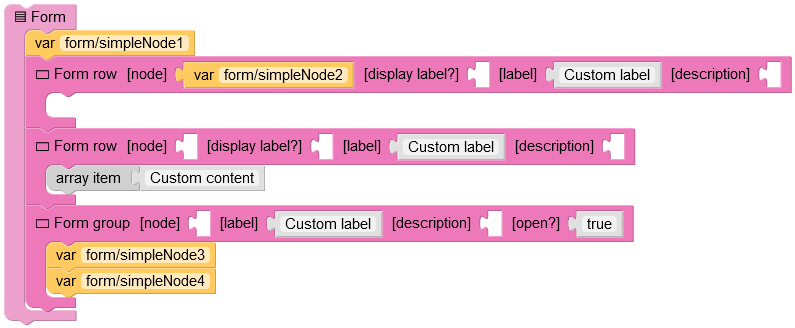 Form
var form/simpleNode1
Form row [node] var form/simpleNode2 [display label?] [label] Custom label [description]
Form row [node] [display label?] [label] Custom label [description]
array item Custom content
Form group [node] [label] Custom label [description] [open?] true
var form/simpleNode3
var form/simpleNode4